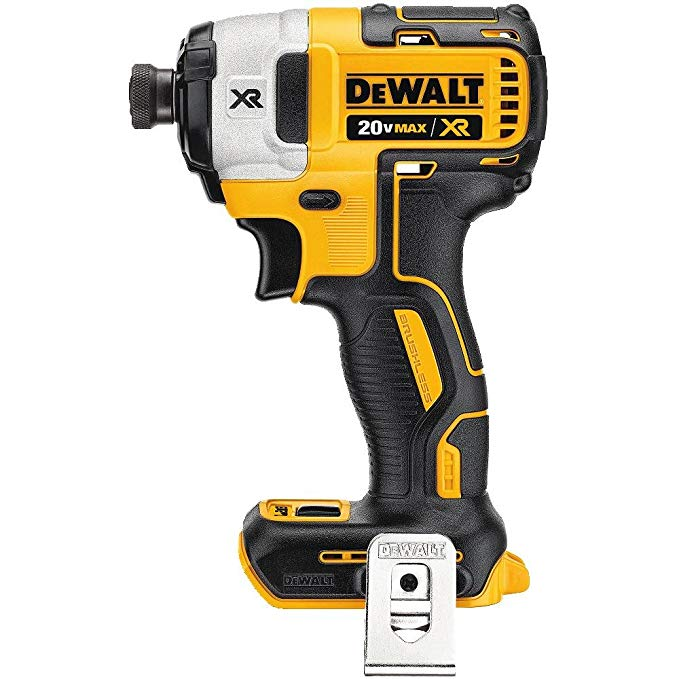 XR
DEWALT
20V MAX / XR
BRUSHLESS
DEWALT
DEWALT